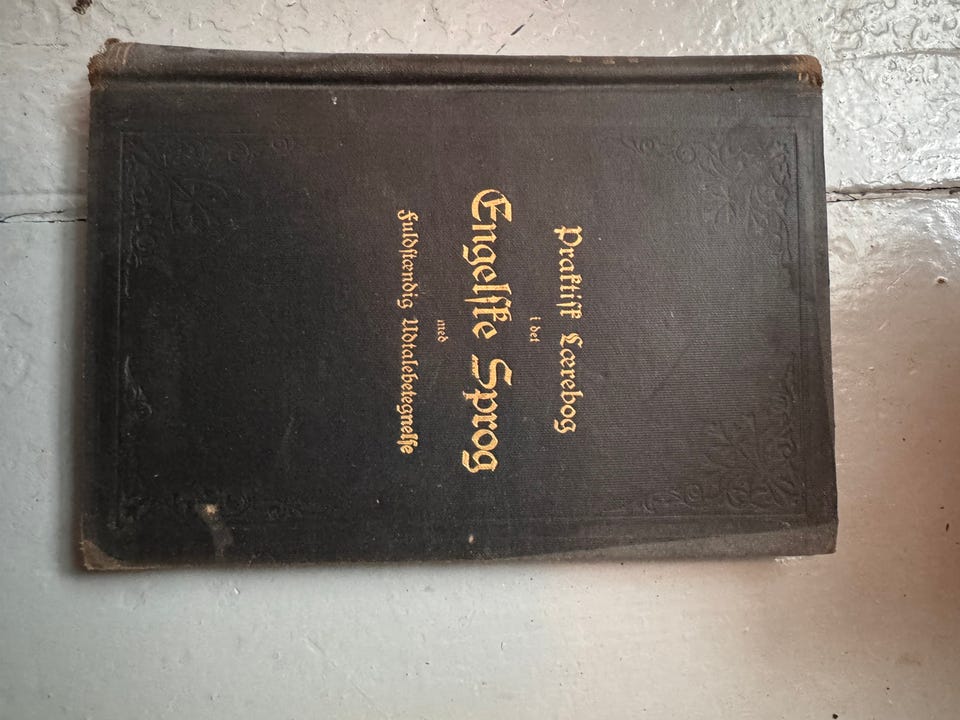 Praktisk Lærebog
i det
Engelske Sprog
med
Fuldstændig Udtalebetegnelse